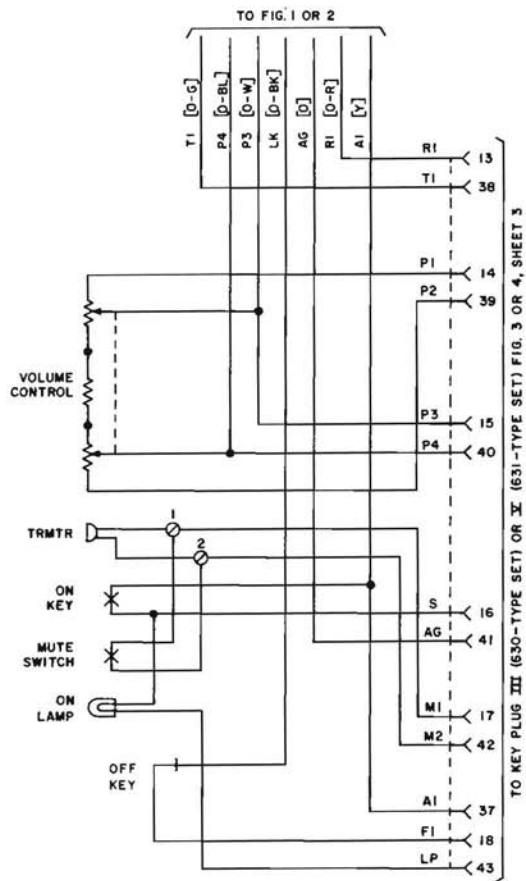 TO FIG. 1 OR 2
T1 [O-G]
P4 [O-BL]
P3 [O-W]
LK [O-BK]
AG [O]
R1 [O-R]
A1 [Y]
R1 13
T1 38
P1 14
P2 39
VOLUME
CONTROL
P3 15
P4 40
1
TRMTR
2
ON
KEY
S 16
AG 41
MUTE
SWITCH
ON
LAMP
M1 17
M2 42
OFF
KEY
A1 37
F1 18
LP 43
TO KEY PLUG III (630-TYPE SET) OR V (631-TYPE SET) FIG. 3 OR 4, SHEET 3